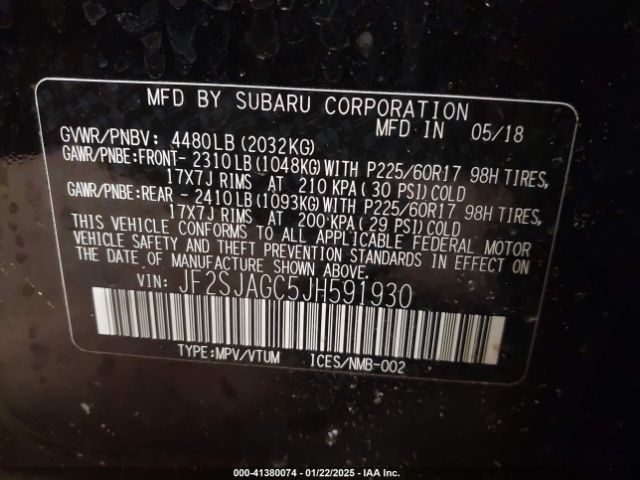 MFD BY SUBARU CORPORATION
MFD IN 05/18
GVWR/PNBV: 4480LB (2032KG)
GAWR/PNBE:FRONT- 2310LB (1048KG)WITH P225/60R17 98H TIRES,
17X7J RIMS AT 210 KPA (30 PSI)COLD
GAWR/PNBE:REAR - 2410LB (1093KG)WITH P225/60R17 98H TIRES,
17X7J RIMS AT 200 KPA (29 PSI)COLD
THIS VEHICLE CONFORMS TO ALL APPLICABLE FEDERAL MOTOR
VEHICLE SAFETY AND THEFT PREVENTION STANDARDS IN EFFECT ON
THE DATE OF MANUFACTURE SHOWN ABOVE.
VIN: JF2SJAGC5JH591930
TYPE:MPV/VTUM ICES/NMB-002
000-41380074 - 01/22/2025 - IAA Inc.